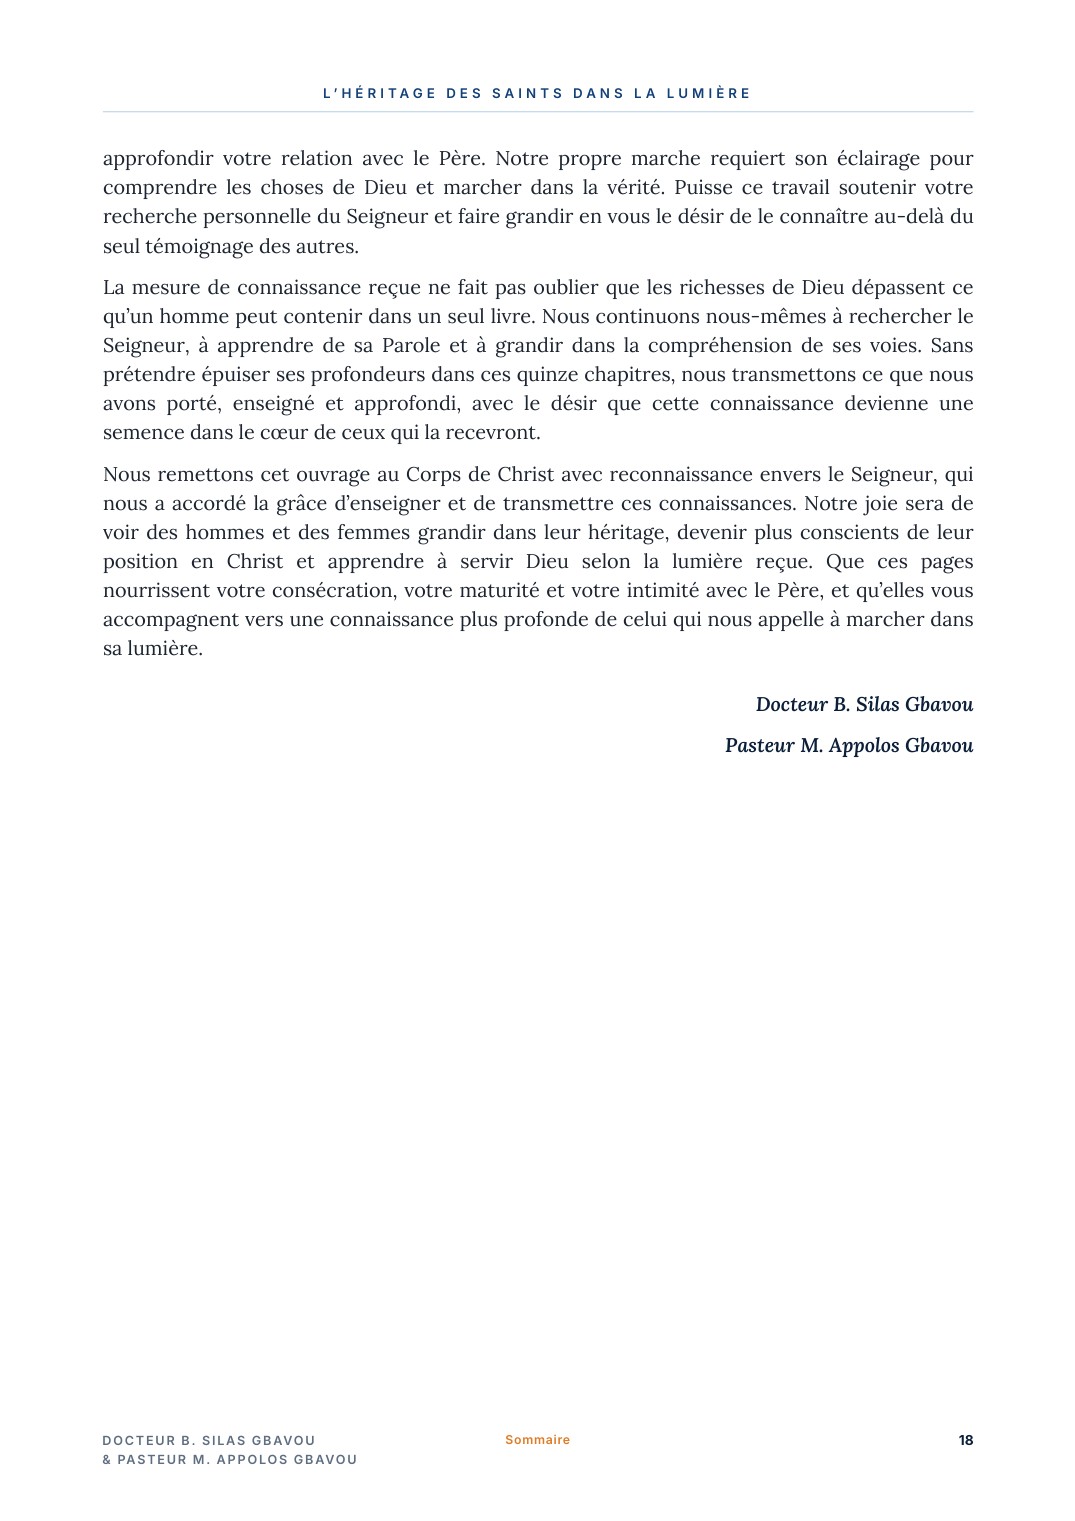 L’HÉRITAGE DES SAINTS DANS LA LUMIÈRE
approfondir votre relation avec le Père. Notre propre marche requiert son éclairage pour
comprendre les choses de Dieu et marcher dans la vérité. Puisse ce travail soutenir votre
recherche personnelle du Seigneur et faire grandir en vous le désir de le connaître au-delà du
seul témoignage des autres.
La mesure de connaissance reçue ne fait pas oublier que les richesses de Dieu dépassent ce
qu’un homme peut contenir dans un seul livre. Nous continuons nous-mêmes à rechercher le
Seigneur, à apprendre de sa Parole et à grandir dans la compréhension de ses voies. Sans
prétendre épuiser ses profondeurs dans ces quinze chapitres, nous transmettons ce que nous
avons porté, enseigné et approfondi, avec le désir que cette connaissance devienne une
semence dans le cœur de ceux qui la recevront.
Nous remettons cet ouvrage au Corps de Christ avec reconnaissance envers le Seigneur, qui
nous a accordé la grâce d’enseigner et de transmettre ces connaissances. Notre joie sera de
voir des hommes et des femmes grandir dans leur héritage, devenir plus conscients de leur
position en Christ et apprendre à servir Dieu selon la lumière reçue. Que ces pages
nourrissent votre consécration, votre maturité et votre intimité avec le Père, et qu’elles vous
accompagnent vers une connaissance plus profonde de celui qui nous appelle à marcher dans
sa lumière.
Docteur B. Silas Gbavou
Pasteur M. Appolos Gbavou
DOCTEUR B. SILAS GBAVOU
& PASTEUR M. APPOLOS GBAVOU
Sommaire
18